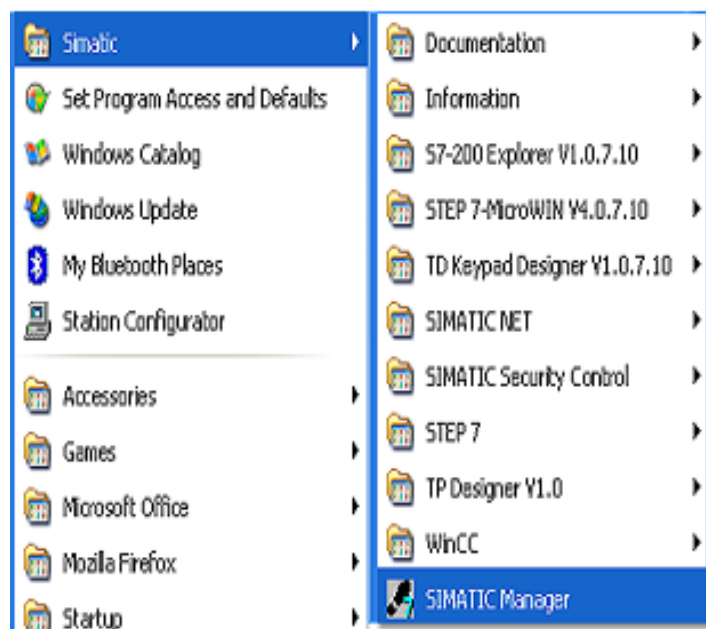 Simatic
Set Program Access and Defaults
Windows Catalog
Windows Update
My Bluetooth Places
Station Configurator
Accessories
Games
Microsoft Office
Mozilla Firefox
Startup
Documentation
Information
S7-200 Explorer V1.0.7.10
STEP 7-MicroWIN V4.0.7.10
TD Keypad Designer V1.0.7.10
SIMATIC NET
SIMATIC Security Control
STEP 7
TP Designer V1.0
WinCC
SIMATIC Manager